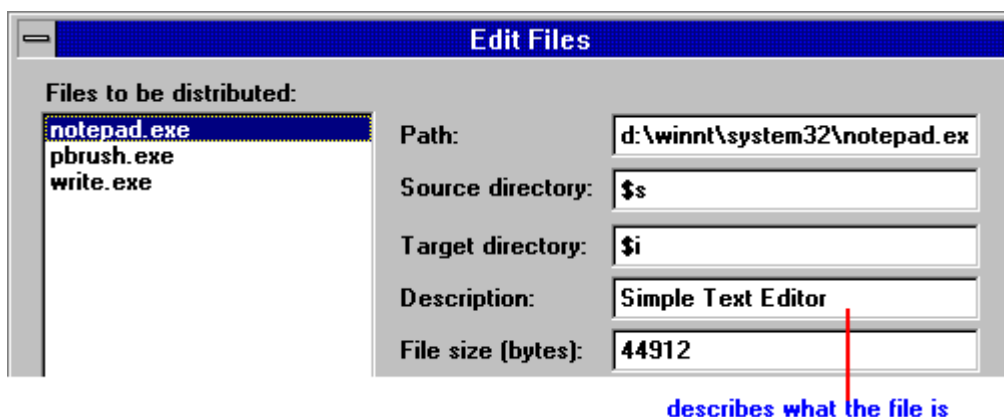 Edit Files
Files to be distributed:
notepad.exe
pbrush.exe
write.exe
Path: d:\winnt\system32\notepad.ex
Source directory: $s
Target directory: $i
Description: Simple Text Editor
File size (bytes): 44912
describes what the file is